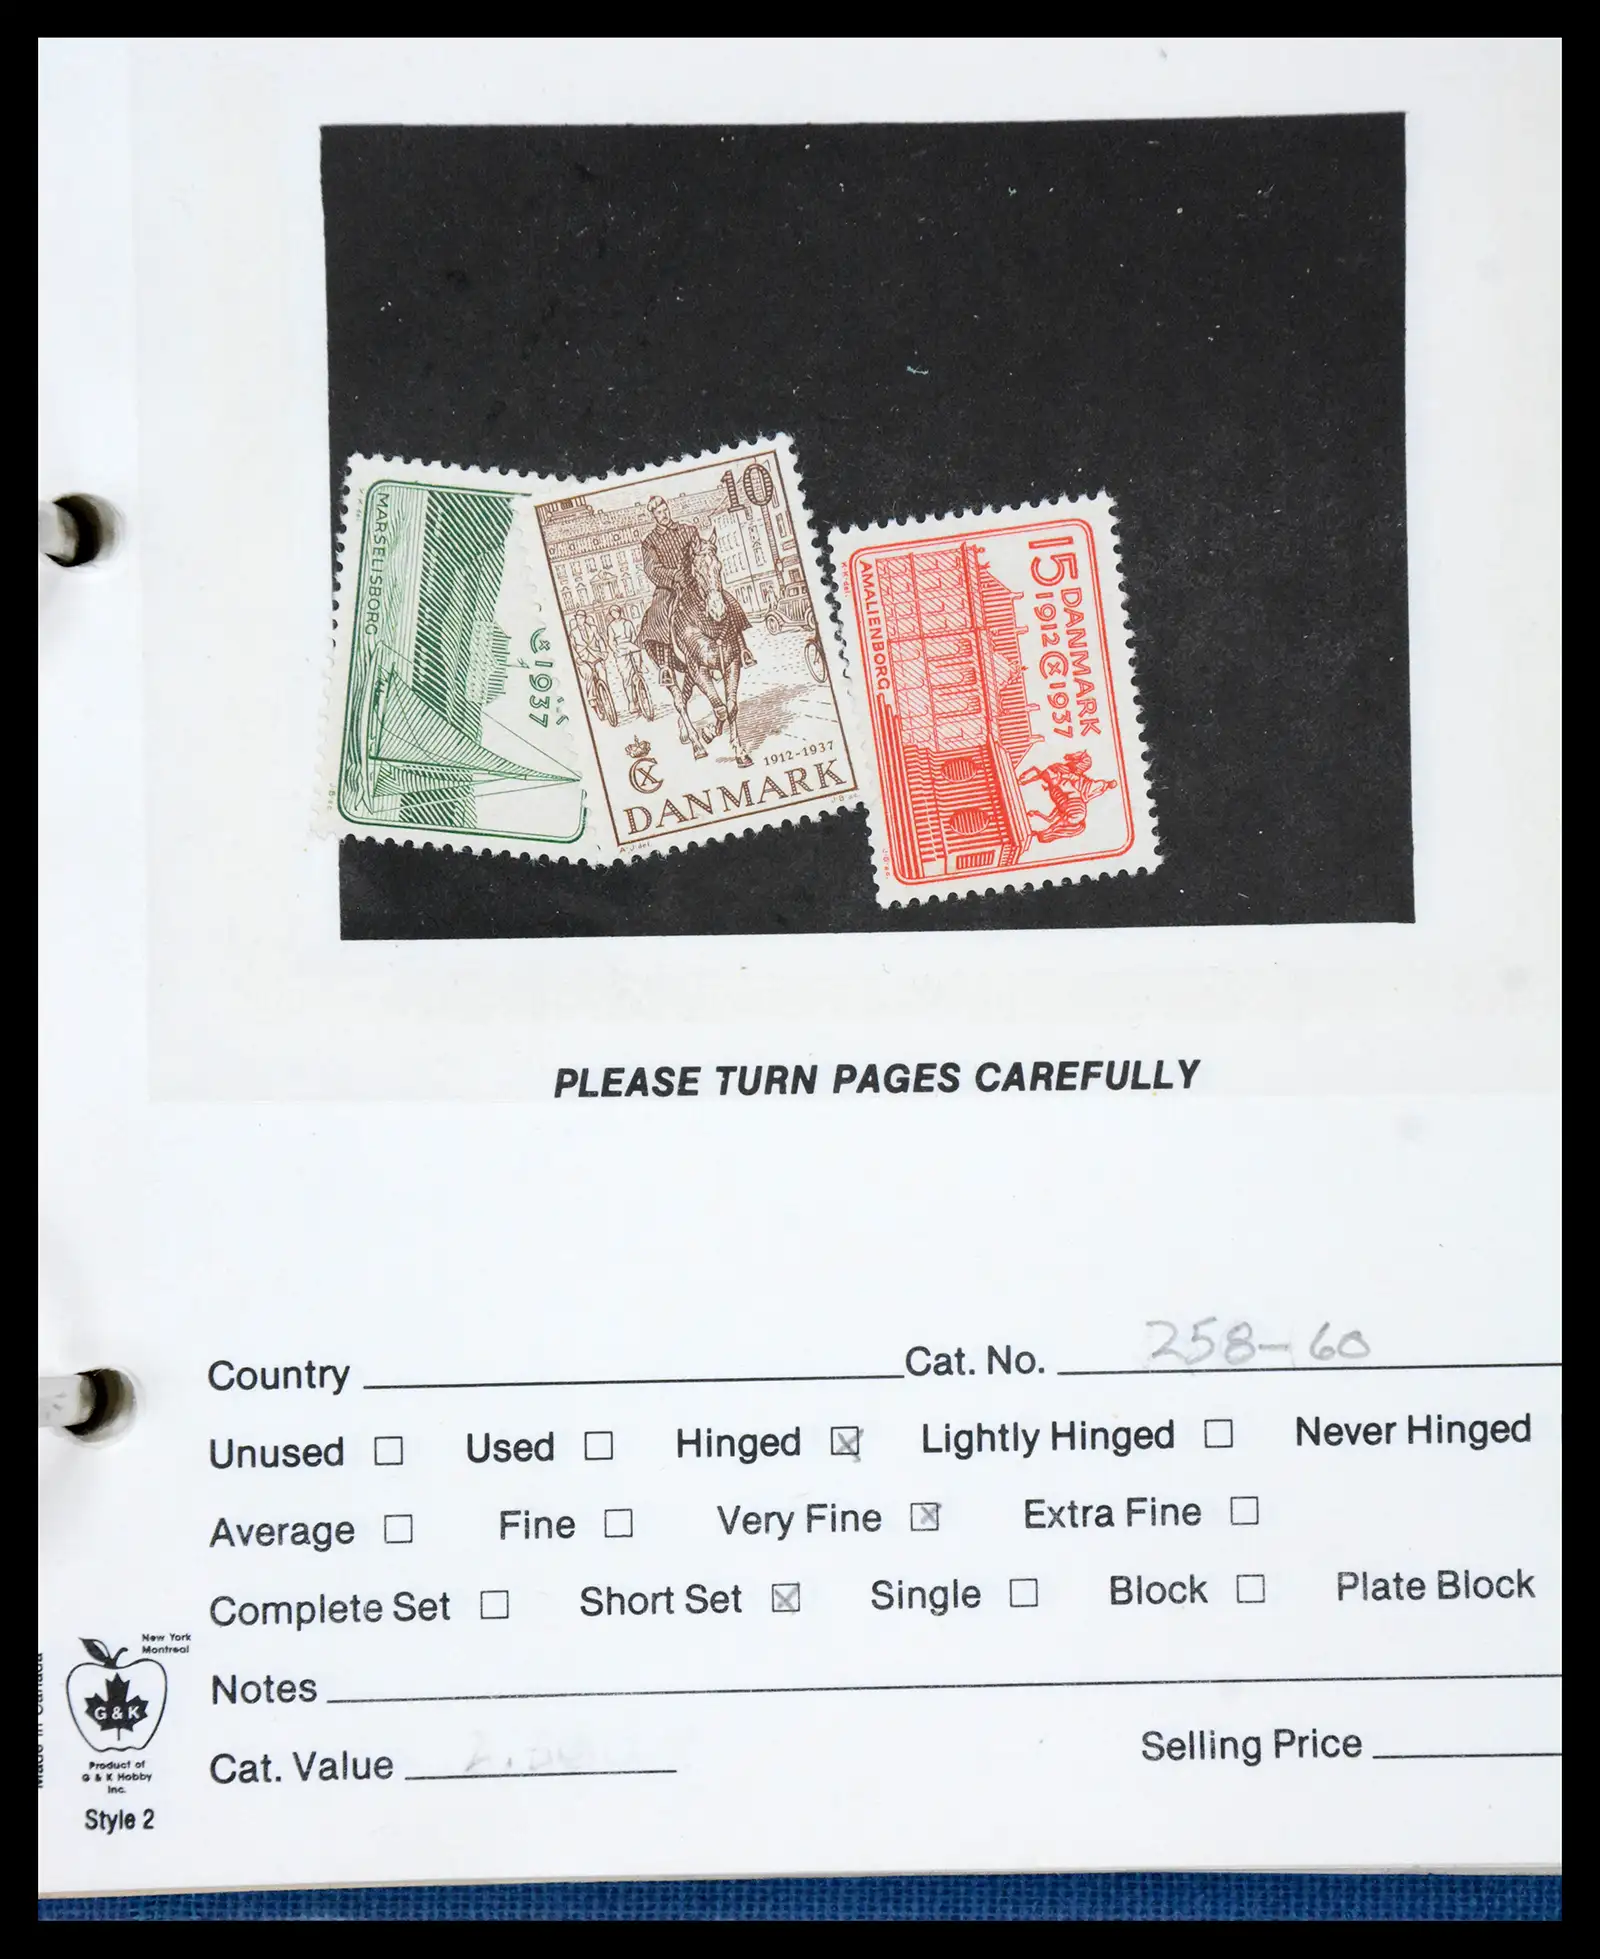 MARSELISBORG
1937
10
1912-1937
DANMARK
15 DANMARK
1912 1937
AMALIENBORG
PLEASE TURN PAGES CAREFULLY
Country Cat. No. 258-60
Unused Used Hinged Lightly Hinged Never Hinged
Average Fine Very Fine Extra Fine
Complete Set Short Set Single Block Plate Block
New York
Montreal
G & K
Product of
G & K Hobby
Inc.
Style 2
Notes
Cat. Value
Selling Price